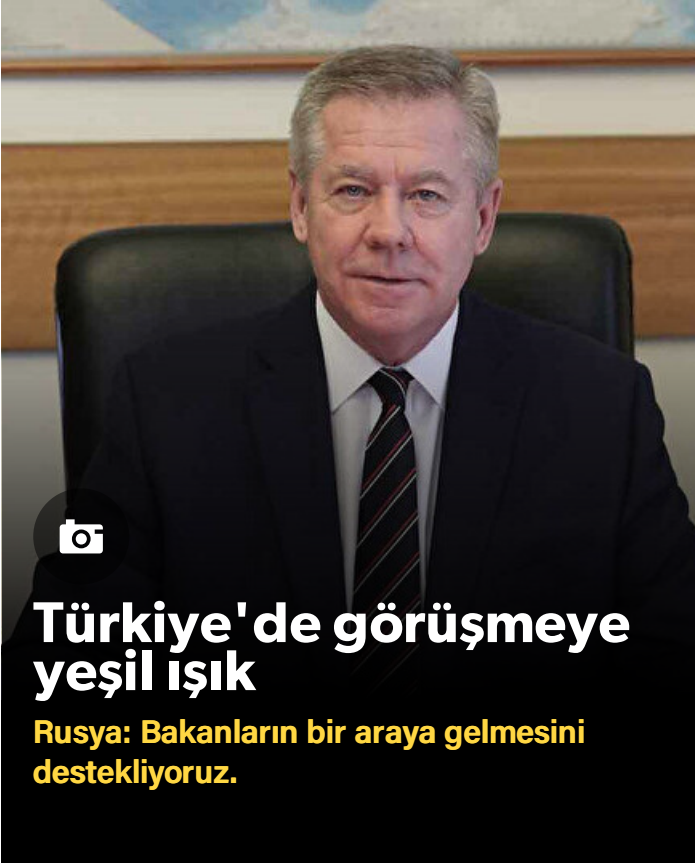 Türkiye'de görüşmeye
yeşil ışık
Rusya: Bakanların bir araya gelmesini
destekliyoruz.